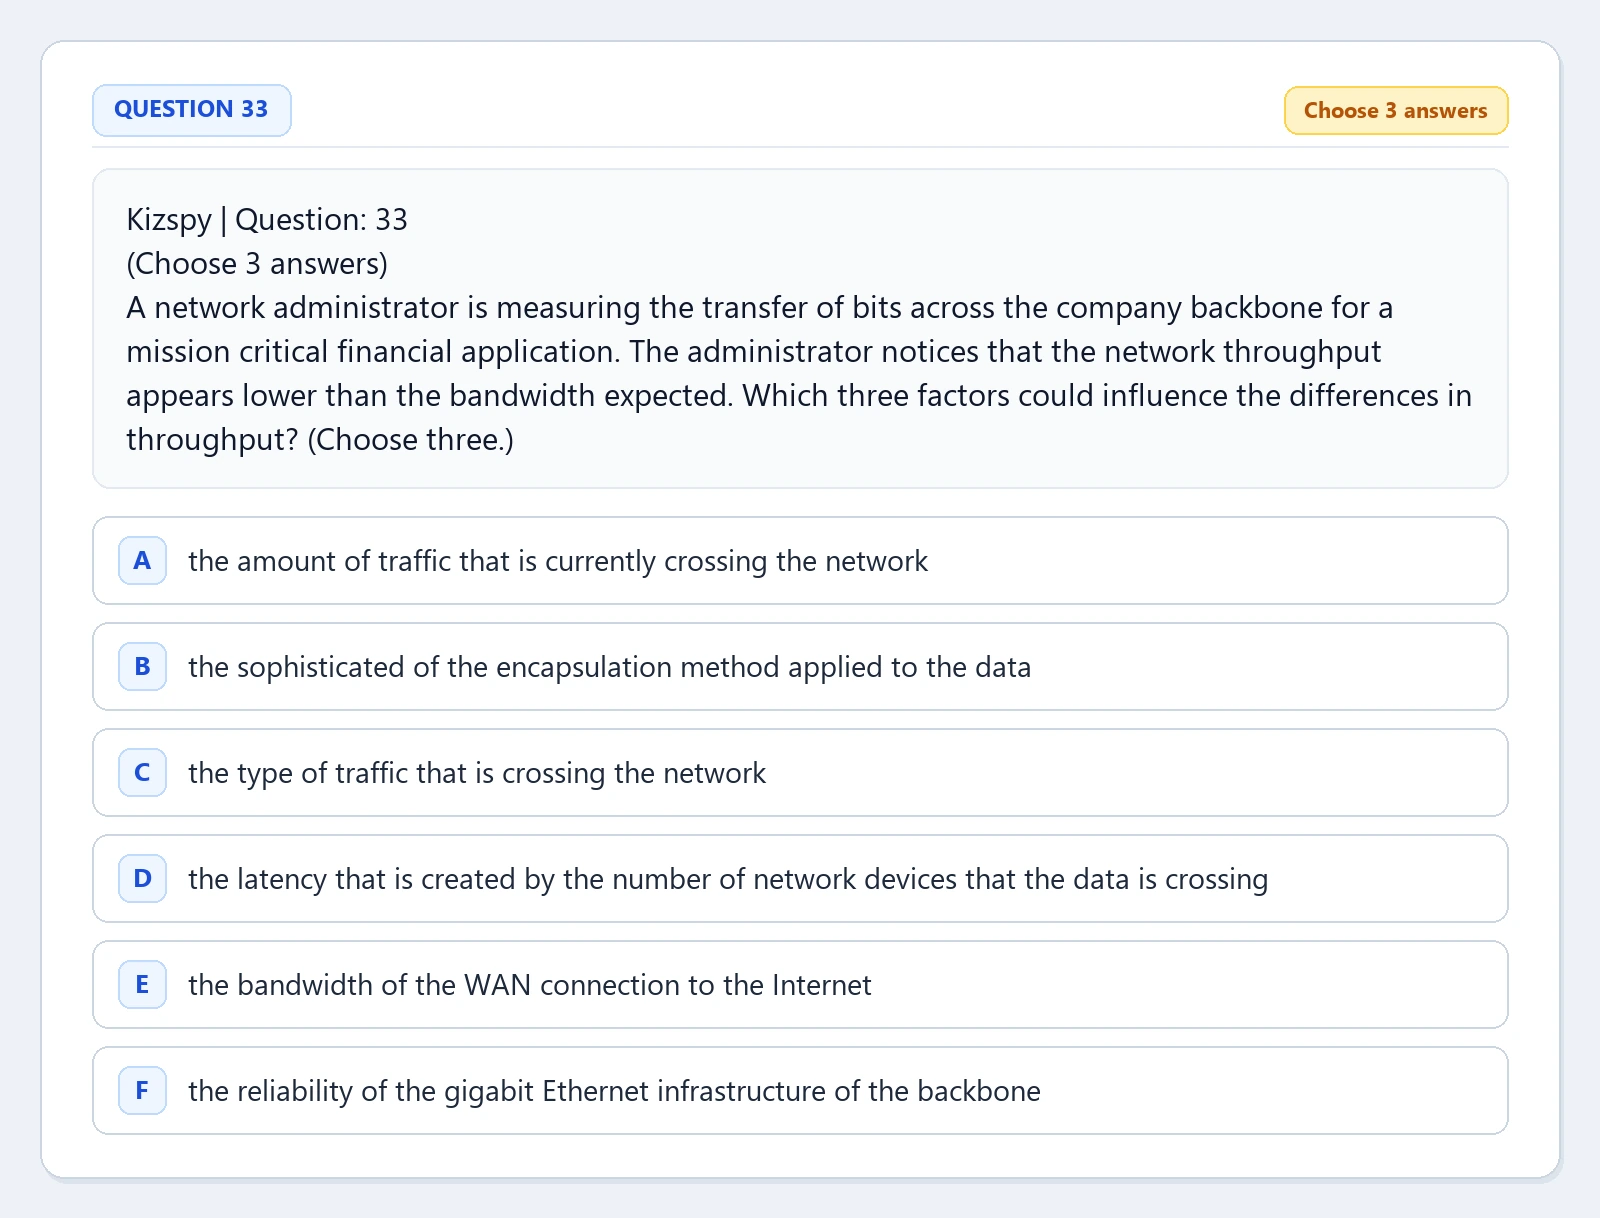 QUESTION 33
Choose 3 answers
Kizspy | Question: 33
(Choose 3 answers)
A network administrator is measuring the transfer of bits across the company backbone for a
mission critical financial application. The administrator notices that the network throughput
appears lower than the bandwidth expected. Which three factors could influence the differences in
throughput? (Choose three.)
A the amount of traffic that is currently crossing the network
B the sophisticated of the encapsulation method applied to the data
C the type of traffic that is crossing the network
D the latency that is created by the number of network devices that the data is crossing
E the bandwidth of the WAN connection to the Internet
F the reliability of the gigabit Ethernet infrastructure of the backbone